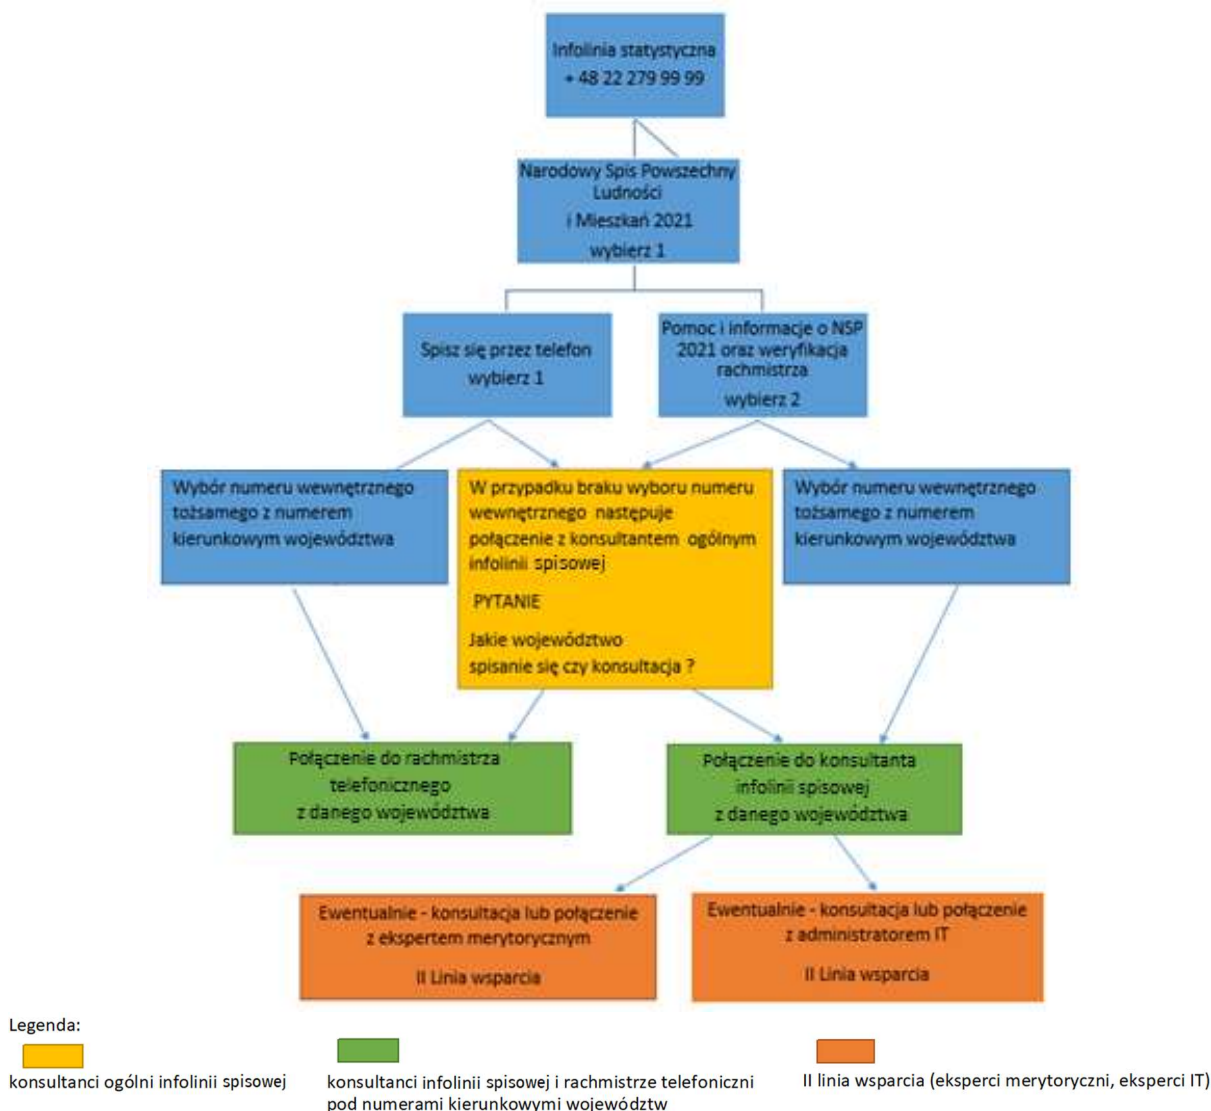 Infolinia statystyczna
+ 48 22 279 99 99
Narodowy Spis Powszechny
Ludności
i Mieszkań 2021
wybierz 1
Spisz się przez telefon
wybierz 1
Pomoc i informacje o NSP
2021 oraz weryfikacja
rachmistrza
wybierz 2
Wybór numeru wewnętrznego
tożsamego z numerem
kierunkowym województwa
W przypadku braku wyboru numeru
wewnętrznego następuje
połączenie z konsultantem ogólnym
infolinii spisowej
PYTANIE
Jakie województwo
spisanie się czy konsultacja ?
Wybór numeru wewnętrznego
tożsamego z numerem
kierunkowym województwa
Połączenie do rachmistrza
telefonicznego
z danego województwa
Połączenie do konsultanta
infolinii spisowej
z danego województwa
Ewentualnie - konsultacja lub połączenie
z ekspertem merytorycznym
II Linia wsparcia
Ewentualnie - konsultacja lub połączenie
z administratorem IT
II Linia wsparcia
Legenda:
konsultanci ogólni infolinii spisowej
konsultanci infolinii spisowej i rachmistrze telefoniczni
pod numerami kierunkowymi województw
II linia wsparcia (eksperci merytoryczni, eksperci IT)